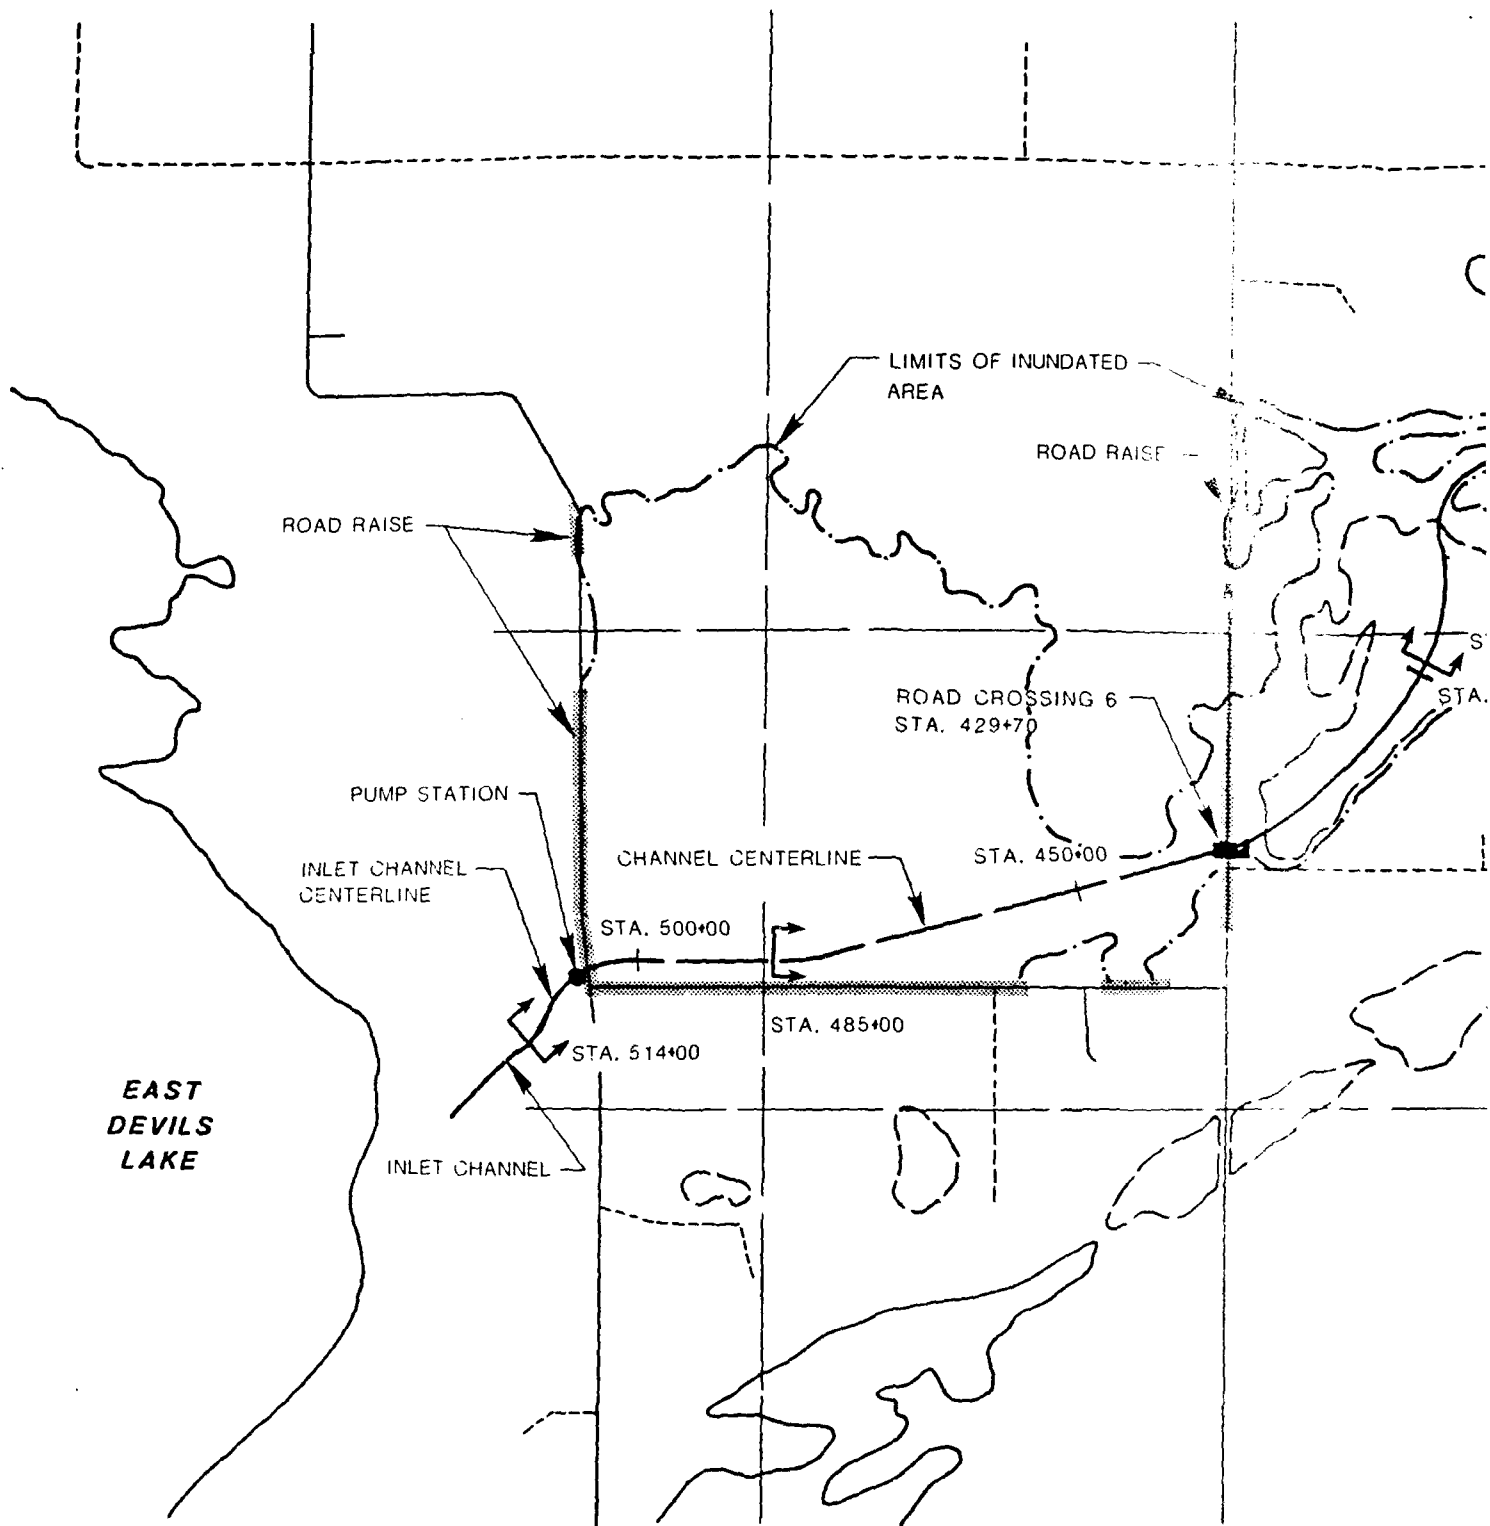 LIMITS OF INUNDATED
AREA
ROAD RAISE
ROAD RAISE
ROAD CROSSING 6
STA. 429+70
STA.
PUMP STATION
INLET CHANNEL
CENTERLINE
CHANNEL CENTERLINE
STA. 450+00
STA. 500+00
STA. 485+00
STA. 514+00
EAST
DEVILS
LAKE
INLET CHANNEL